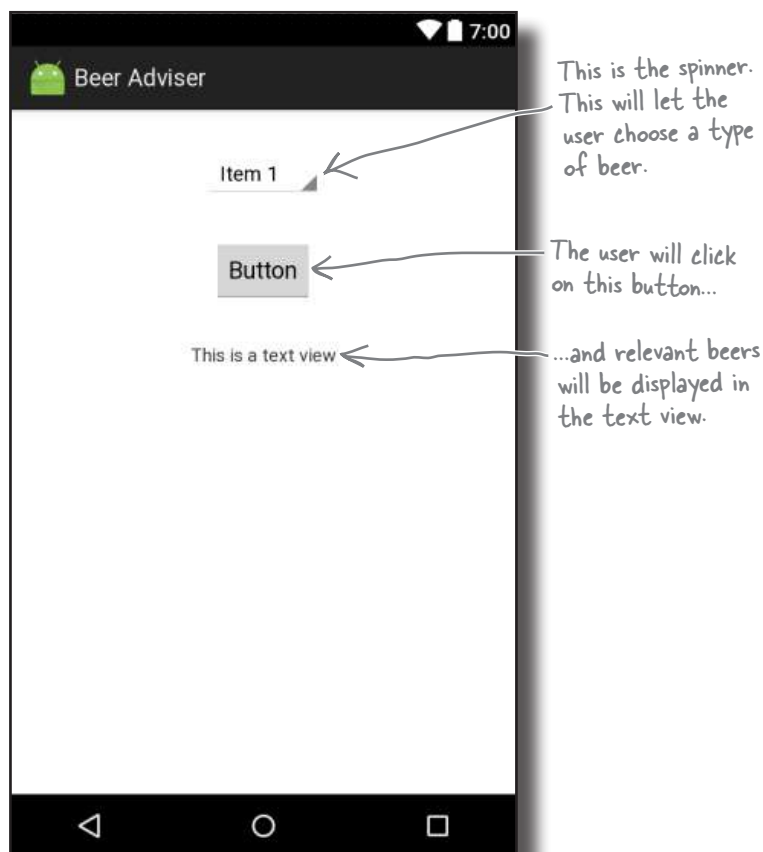 7:00
Beer Adviser
This is the spinner.
This will let the
user choose a type
of beer.
Item 1
The user will click
on this button...
Button
...and relevant beers
will be displayed in
the text view.
This is a text view